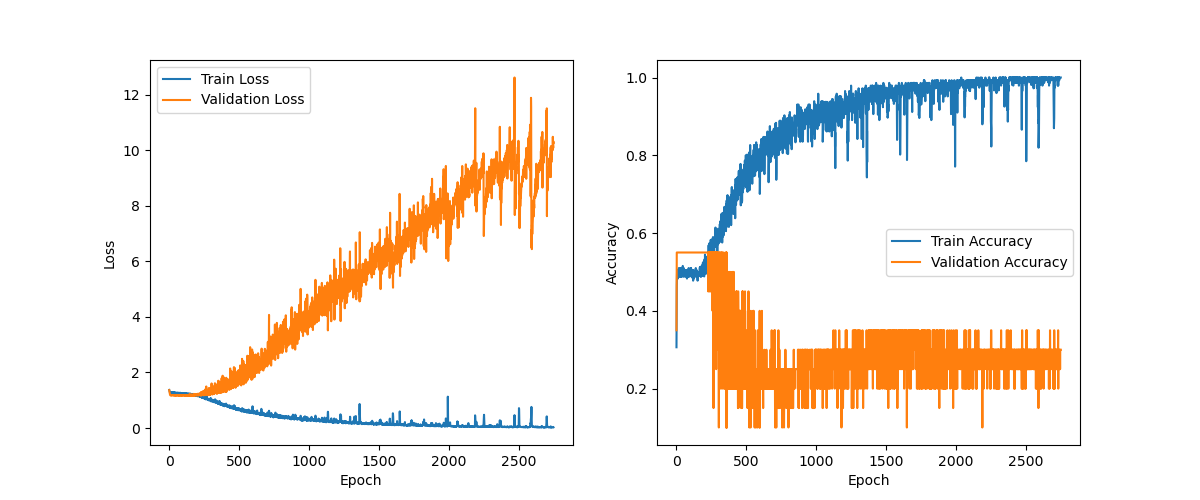 Train Loss
Validation Loss
12
10
8
6
4
2
0
Loss
0 500 1000 1500 2000 2500
Epoch
1.0
0.8
0.6
0.4
0.2
Accuracy
Train Accuracy
Validation Accuracy
0 500 1000 1500 2000 2500
Epoch